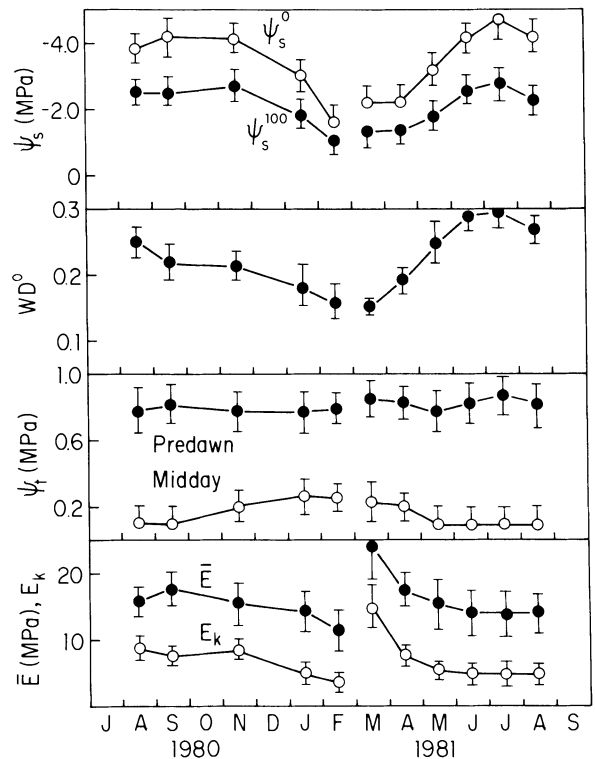 -4.0
-2.0
0
ψs (MPa)
ψs⁰
ψs¹⁰⁰
0.3
0.2
0.1
WD⁰
1.0
0.6
0.2
ψt (MPa)
Predawn
Midday
20
10
Ē (MPa), Ek
Ē
Ek
J A S O N D J F M A M J J A S
1980 1981